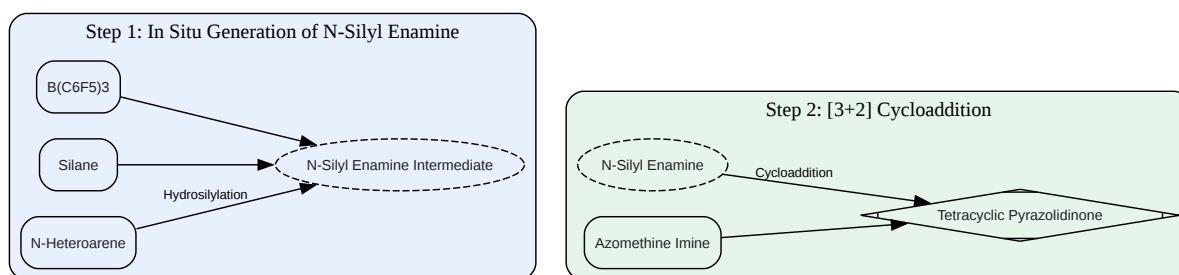 Step 1: In Situ Generation of N-Silyl Enamine
B(C6F5)3
Silane
N-Silyl Enamine Intermediate
Hydrosilylation
N-Heteroarene
Step 2: [3+2] Cycloaddition
N-Silyl Enamine
Cycloaddition
Tetracyclic Pyrazolidinone
Azomethine Imine